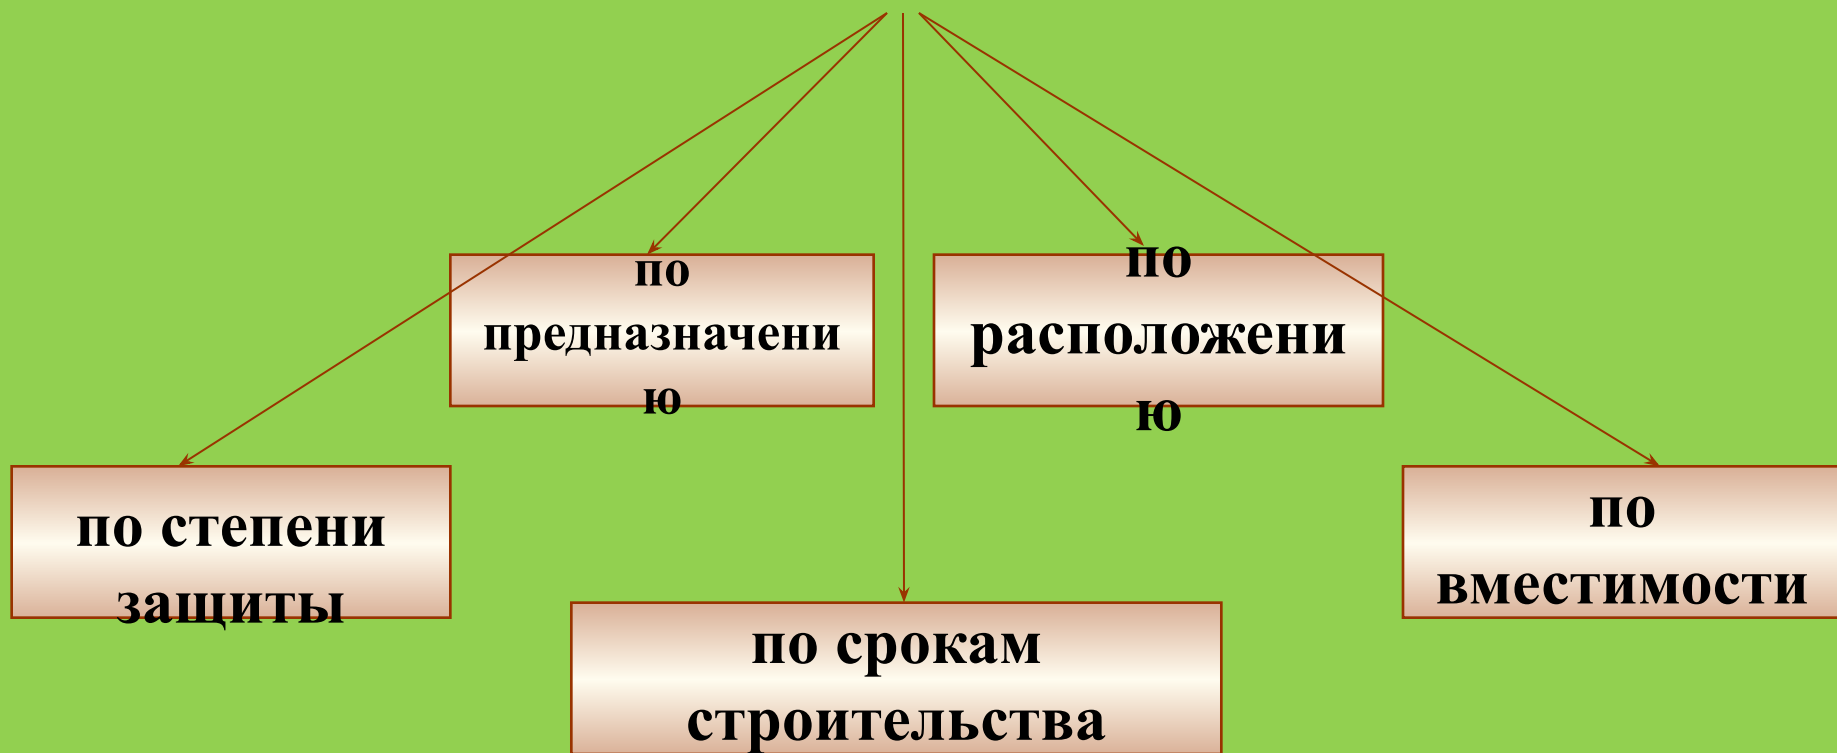 по
предназначени
ю
по
расположени
ю
по степени
защиты
по
вместимости
по срокам
строительства